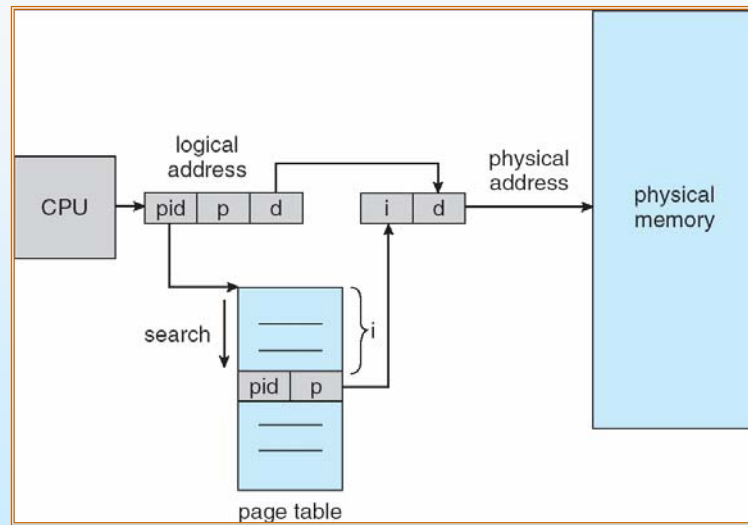 logical
address
physical
address
CPU
pid p d
i d
physical
memory
search
i
pid p
page table